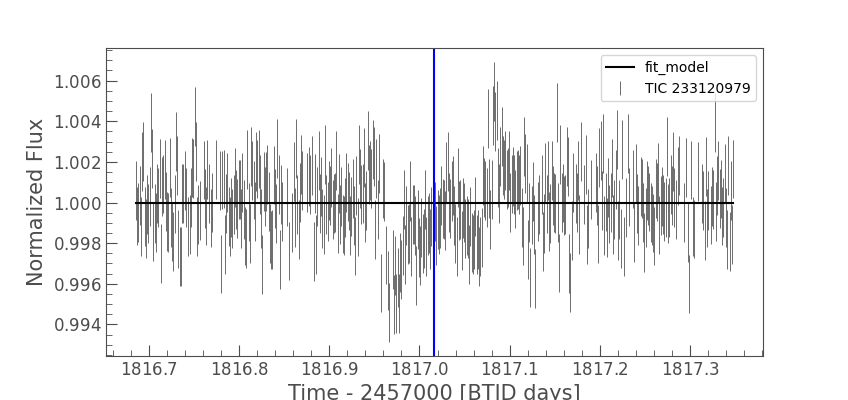 fit_model
TIC 233120979
1.006
1.004
1.002
1.000
0.998
0.996
0.994
Normalized Flux
1816.7 1816.8 1816.9 1817.0 1817.1 1817.2 1817.3
Time - 2457000 [BTJD days]